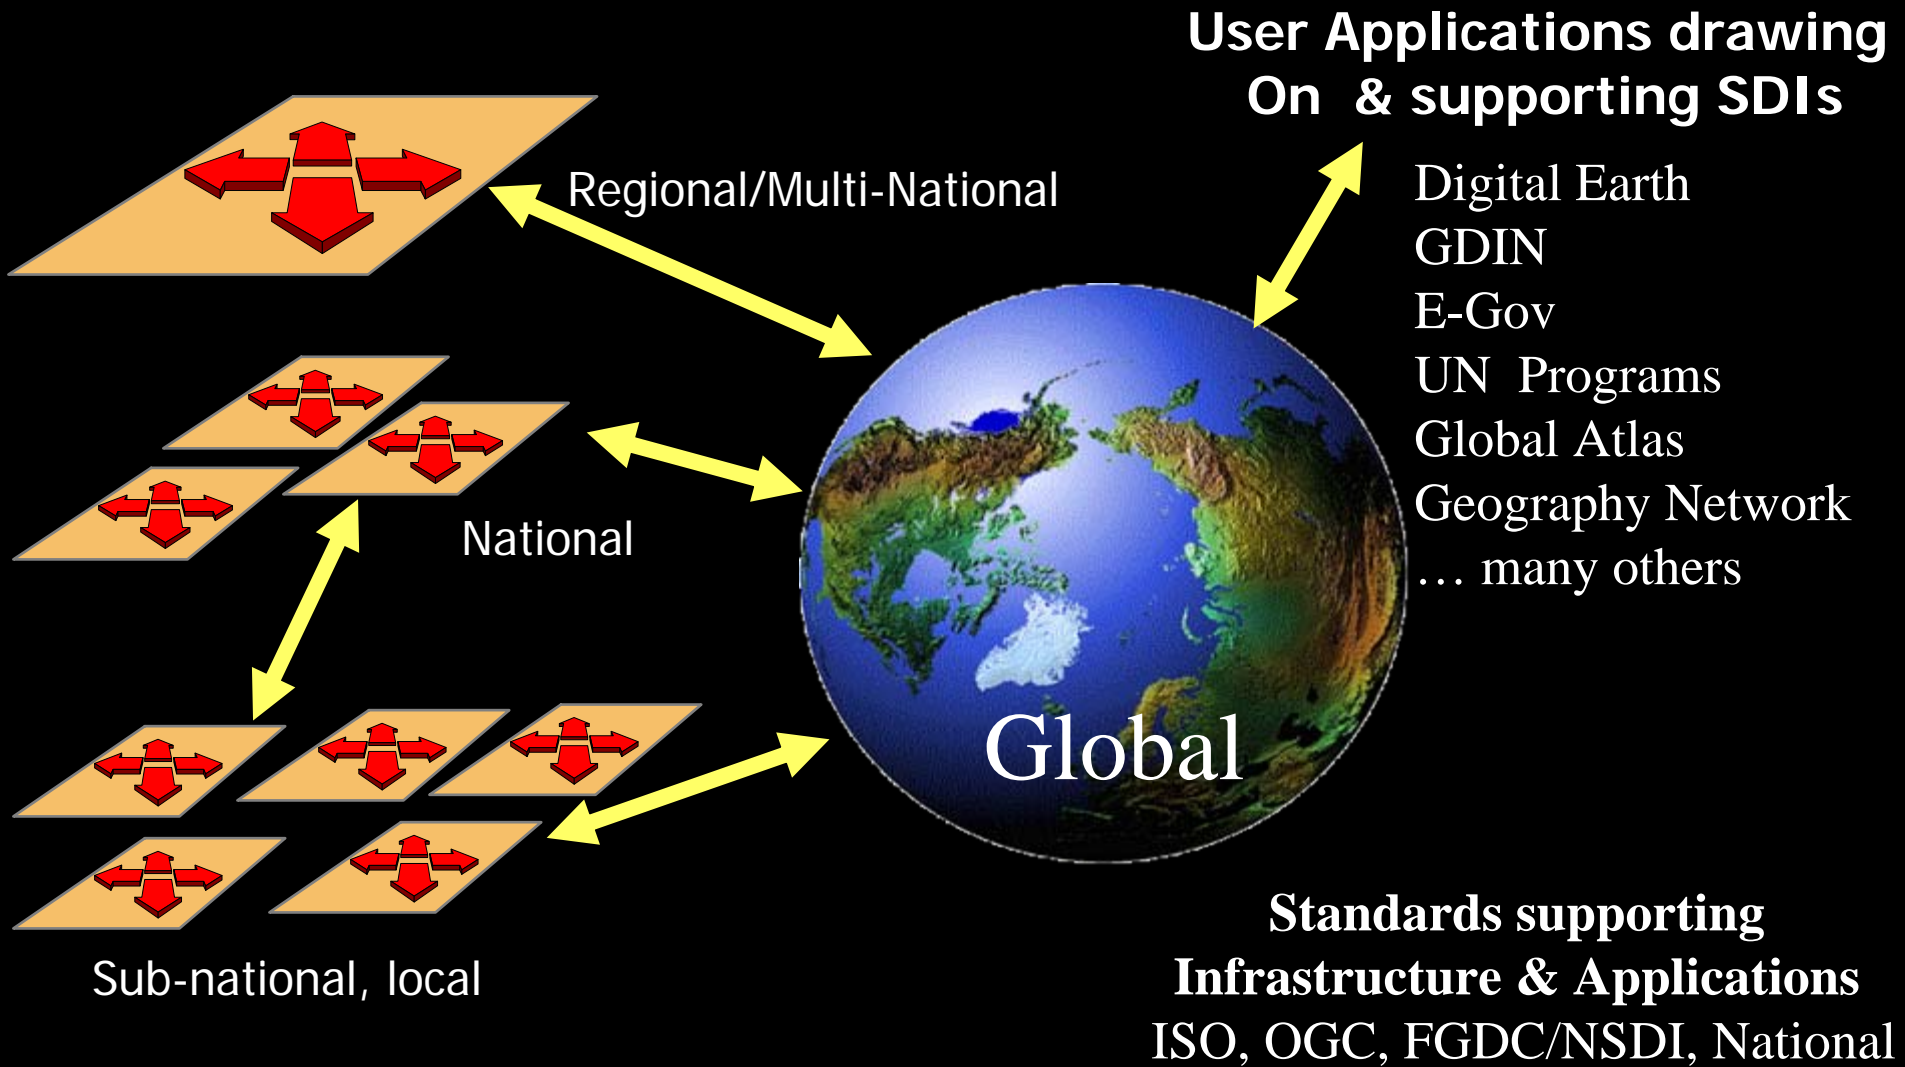 User Applications drawing
On & supporting SDIs
Regional/Multi-National
Digital Earth
GDIN
E-Gov
UN Programs
Global Atlas
Geography Network
… many others
National
Global
Sub-national, local
Standards supporting
Infrastructure & Applications
ISO, OGC, FGDC/NSDI, National